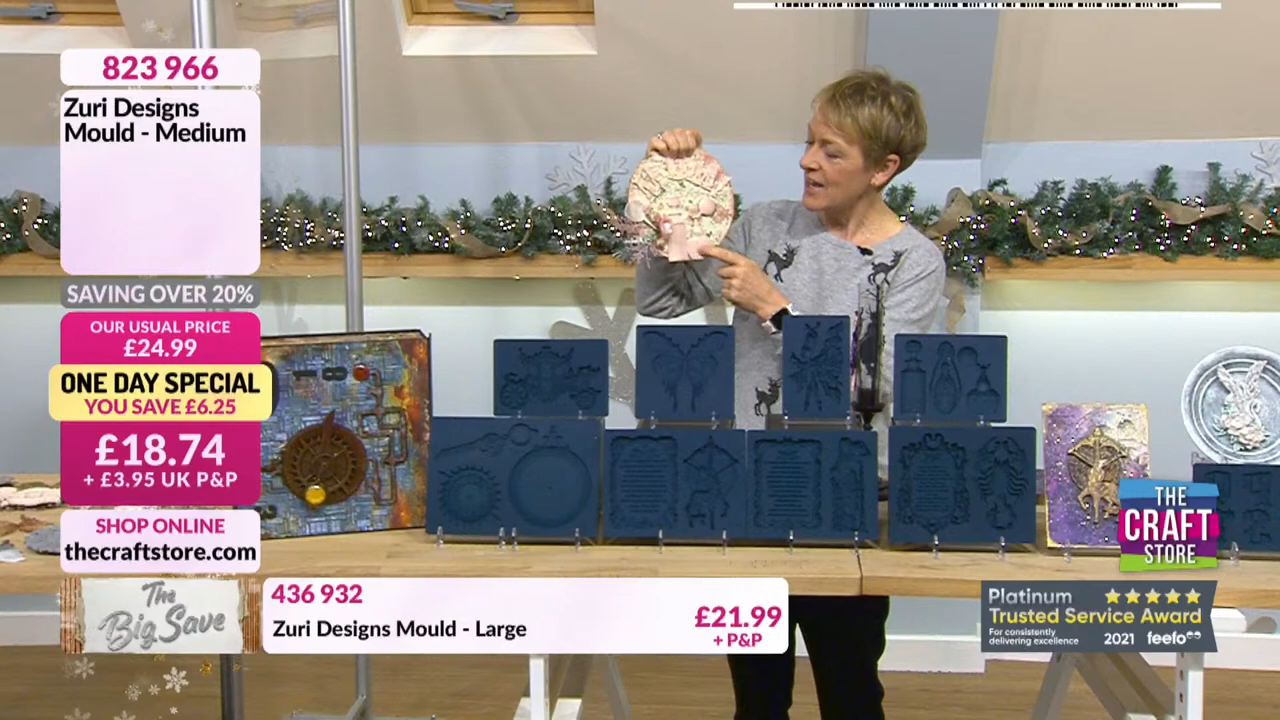 823 966
Zuri Designs
Mould - Medium
SAVING OVER 20%
OUR USUAL PRICE
£24.99
ONE DAY SPECIAL
YOU SAVE £6.25
£18.74
+ £3.95 UK P&P
SHOP ONLINE
thecraftstore.com
The
Big Save
436 932
Zuri Designs Mould - Large
£21.99
+ P&P
THE
CRAFT
STORE
Platinum
Trusted Service Award
For consistently
delivering excellence
2021 feefo